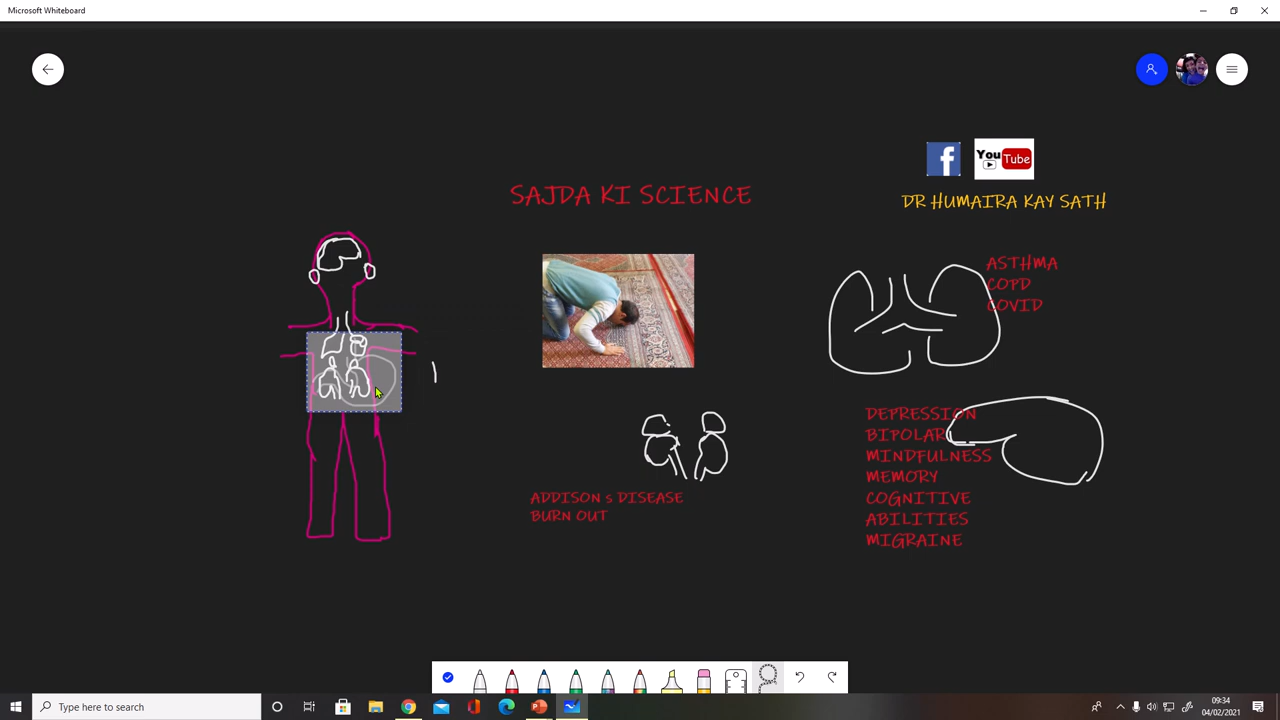 Microsoft Whiteboard
f
You Tube
SAJDA KI SCIENCE
DR HUMAIRA KAY SATH
ASTHMA
COPD
COVID
DEPRESSION
BIPOLAR
MINDFULNESS
MEMORY
COGNITIVE
ABILITIES
MIGRAINE
ADDISON s DISEASE
BURN OUT
Type here to search
09:34
04/02/2021